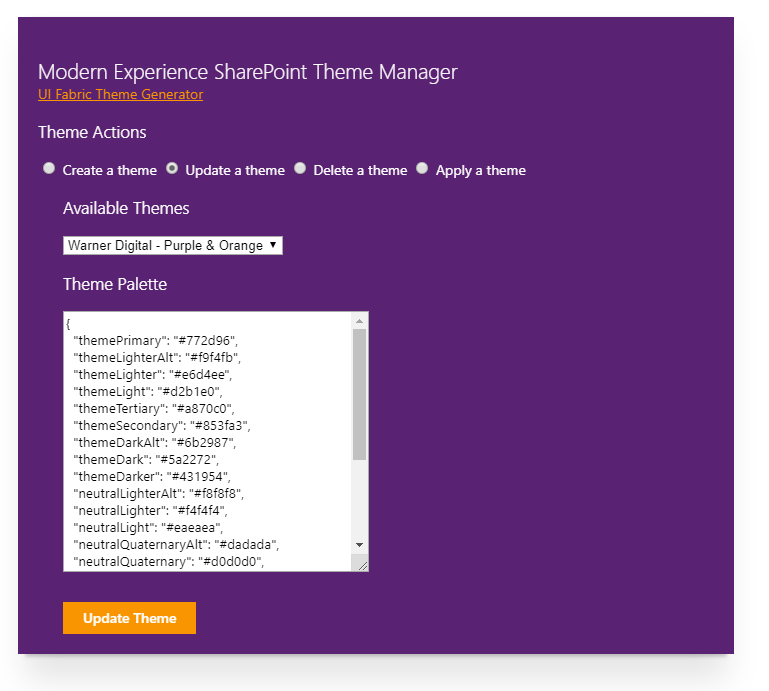 Modern Experience SharePoint Theme Manager
UI Fabric Theme Generator
Theme Actions
Create a theme Update a theme Delete a theme Apply a theme
Available Themes
Warner Digital - Purple & Orange
Theme Palette
{
"themePrimary": "#772d96",
"themeLighterAlt": "#f9f4fb",
"themeLighter": "#e6d4ee",
"themeLight": "#d2b1e0",
"themeTertiary": "#a870c0",
"themeSecondary": "#853fa3",
"themeDarkAlt": "#6b2987",
"themeDark": "#5a2272",
"themeDarker": "#431954",
"neutralLighterAlt": "#f8f8f8",
"neutralLighter": "#f4f4f4",
"neutralLight": "#eaeaea",
"neutralQuaternaryAlt": "#dadada",
"neutralQuaternary": "#d0d0d0",
Update Theme